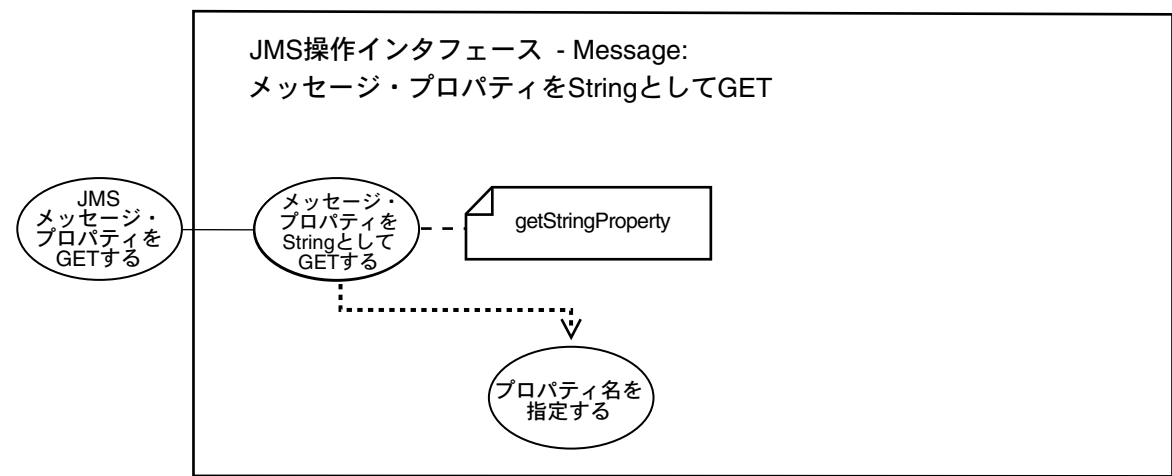 JMS操作インタフェース - Message:
メッセージ・プロパティをStringとしてGET
JMS
メッセージ・
プロパティを
GETする
メッセージ・
プロパティを
Stringとして
GETする
getStringProperty
プロパティ名を
指定する